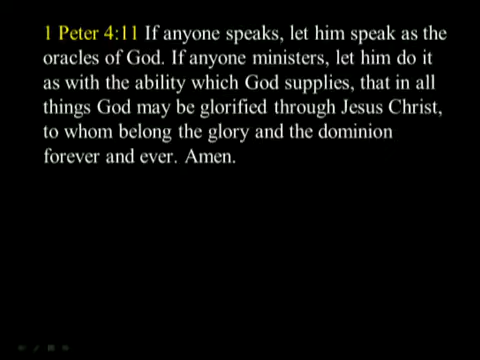 1 Peter 4:11 If anyone speaks, let him speak as the
oracles of God. If anyone ministers, let him do it
as with the ability which God supplies, that in all
things God may be glorified through Jesus Christ,
to whom belong the glory and the dominion
forever and ever. Amen.